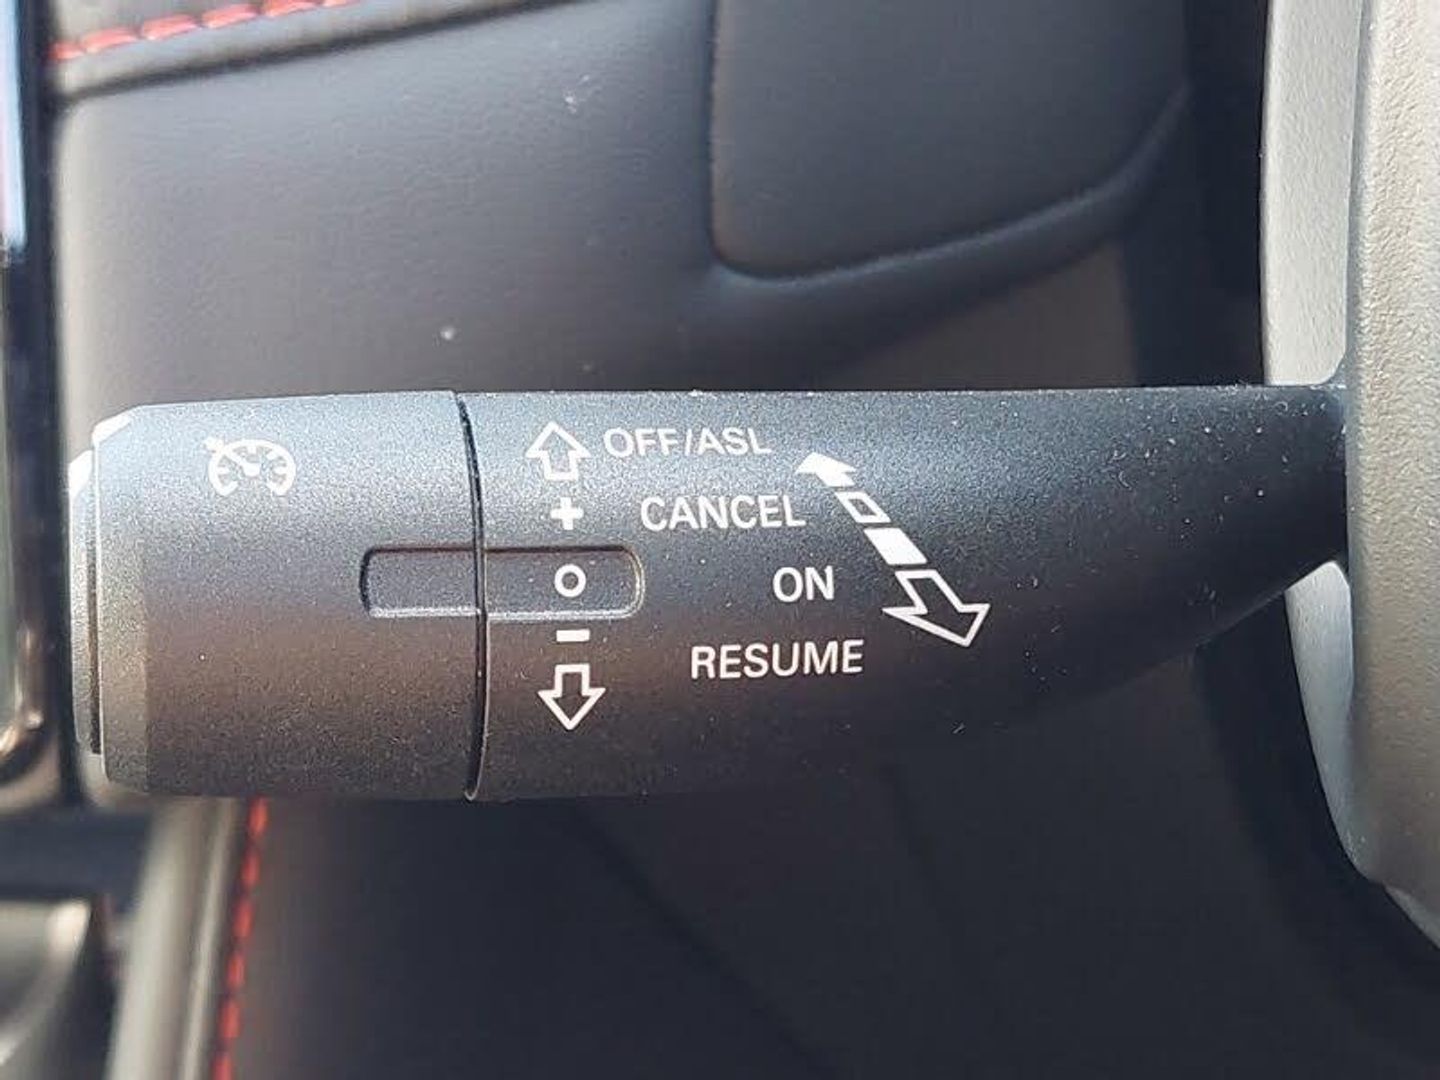 OFF/ASL
+ CANCEL
ON
− RESUME